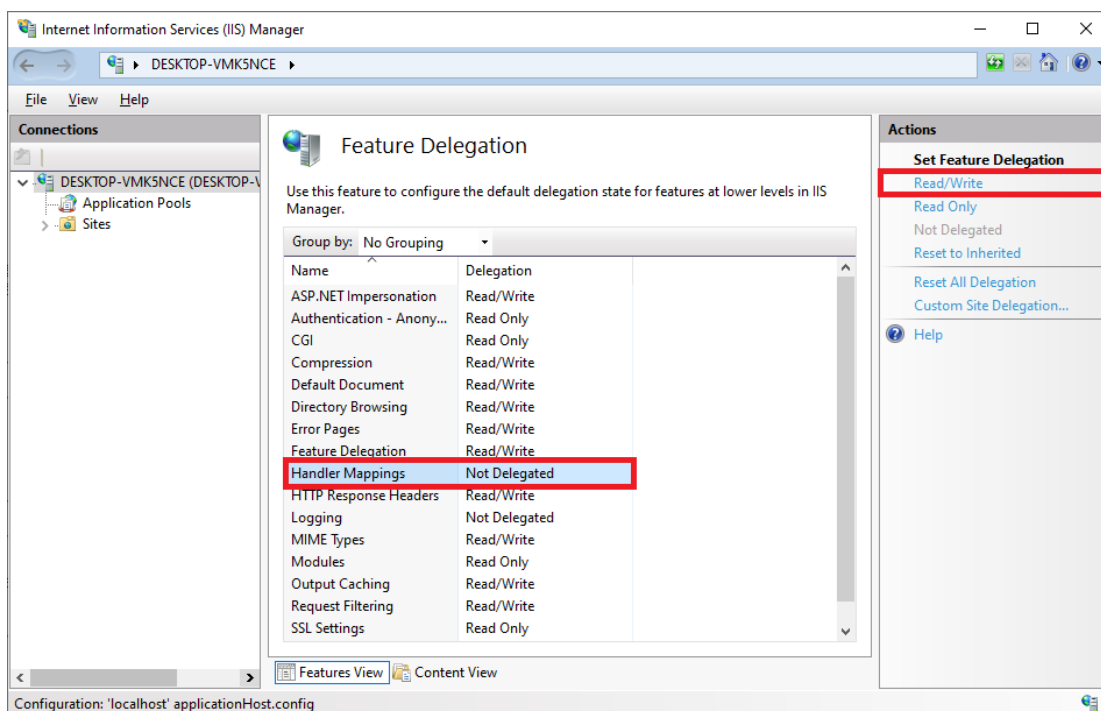 Internet Information Services (IIS) Manager
DESKTOP-VMK5NCE
File View Help
Connections
DESKTOP-VMK5NCE (DESKTOP-V
Application Pools
Sites
Feature Delegation
Use this feature to configure the default delegation state for features at lower levels in IIS
Manager.
Group by: No Grouping
Name Delegation
ASP.NET Impersonation Read/Write
Authentication - Anony... Read Only
CGI Read Only
Compression Read/Write
Default Document Read/Write
Directory Browsing Read/Write
Error Pages Read/Write
Feature Delegation Read/Write
Handler Mappings Not Delegated
HTTP Response Headers Read/Write
Logging Not Delegated
MIME Types Read/Write
Modules Read Only
Output Caching Read/Write
Request Filtering Read/Write
SSL Settings Read Only
Features View Content View
Actions
Set Feature Delegation
Read/Write
Read Only
Not Delegated
Reset to Inherited
Reset All Delegation
Custom Site Delegation...
Help
Configuration: 'localhost' applicationHost.config